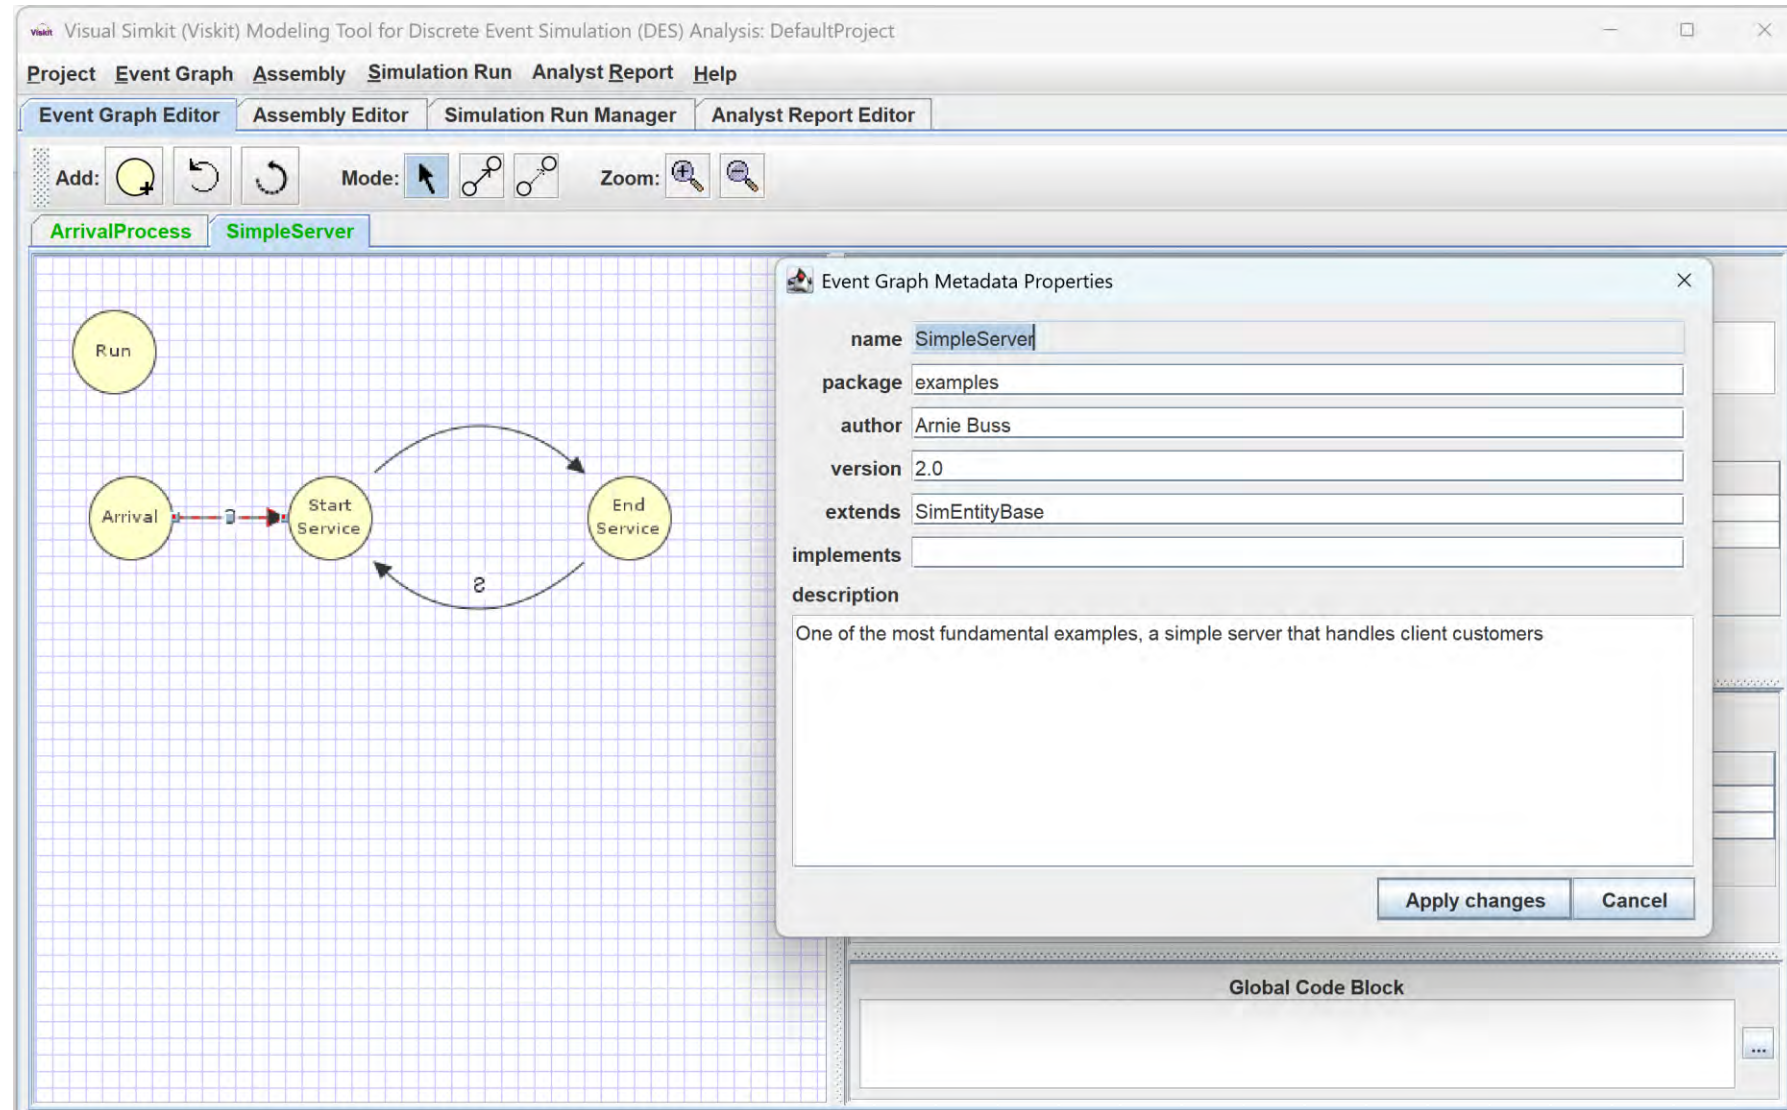 Viskit Visual Simkit (Viskit) Modeling Tool for Discrete Event Simulation (DES) Analysis: DefaultProject
Project Event Graph Assembly Simulation Run Analyst Report Help
Event Graph Editor Assembly Editor Simulation Run Manager Analyst Report Editor
Add: Mode: Zoom:
ArrivalProcess SimpleServer
Run
Arrival
Start
Service
End
Service
Event Graph Metadata Properties
name SimpleServer
package examples
author Arnie Buss
version 2.0
extends SimEntityBase
implements
description
One of the most fundamental examples, a simple server that handles client customers
Apply changes Cancel
Global Code Block
...